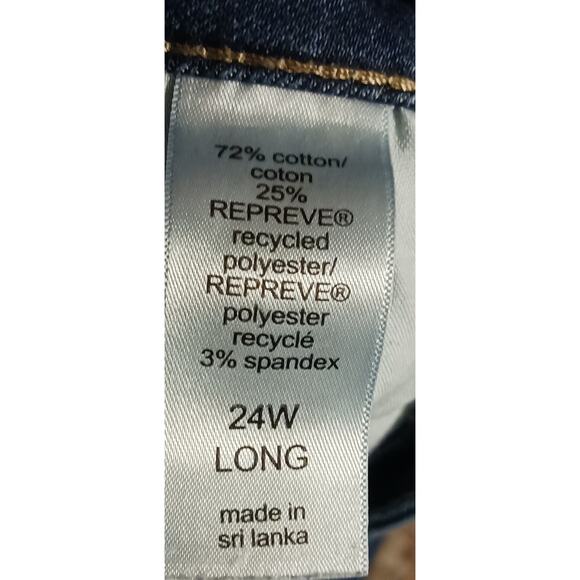 72% cotton/
coton
25%
REPREVE®
recycled
polyester/
REPREVE®
polyester
recyclé
3% spandex
24W
LONG
made in
sri lanka